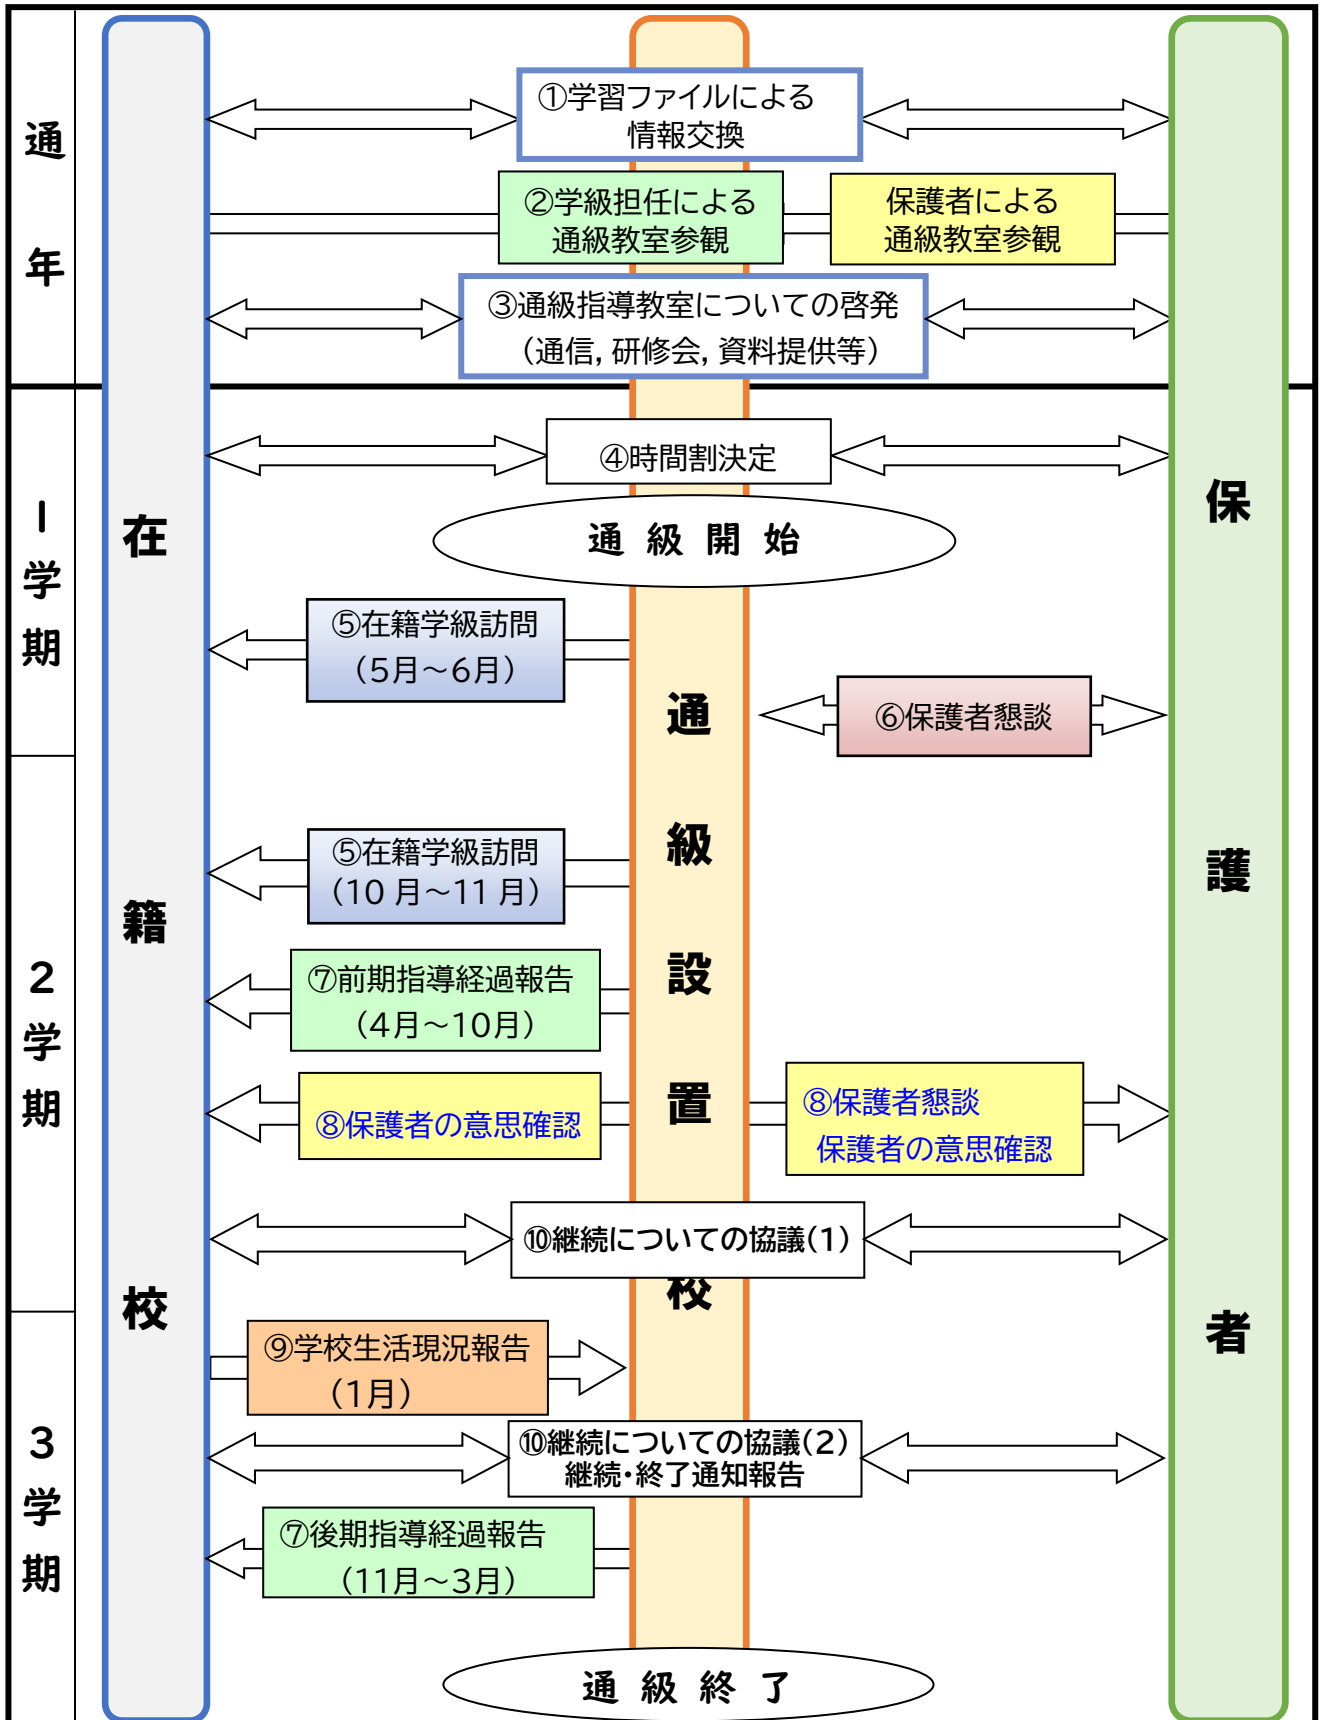 通年
①学習ファイルによる
情報交換
②学級担任による
通級教室参観
保護者による
通級教室参観
③通級指導教室についての啓発
（通信，研修会，資料提供等）
在籍校
通級設置校
保護者
1学期
④時間割決定
通級開始
⑤在籍学級訪問
（5月～6月）
⑥保護者懇談
2学期
⑤在籍学級訪問
（10月～11月）
⑦前期指導経過報告
（4月～10月）
⑧保護者の意思確認
⑧保護者懇談
保護者の意思確認
⑩継続についての協議（1）
3学期
⑨学校生活現況報告
（1月）
⑩継続についての協議（2）
継続・終了通知報告
⑦後期指導経過報告
（11月～3月）
通級終了